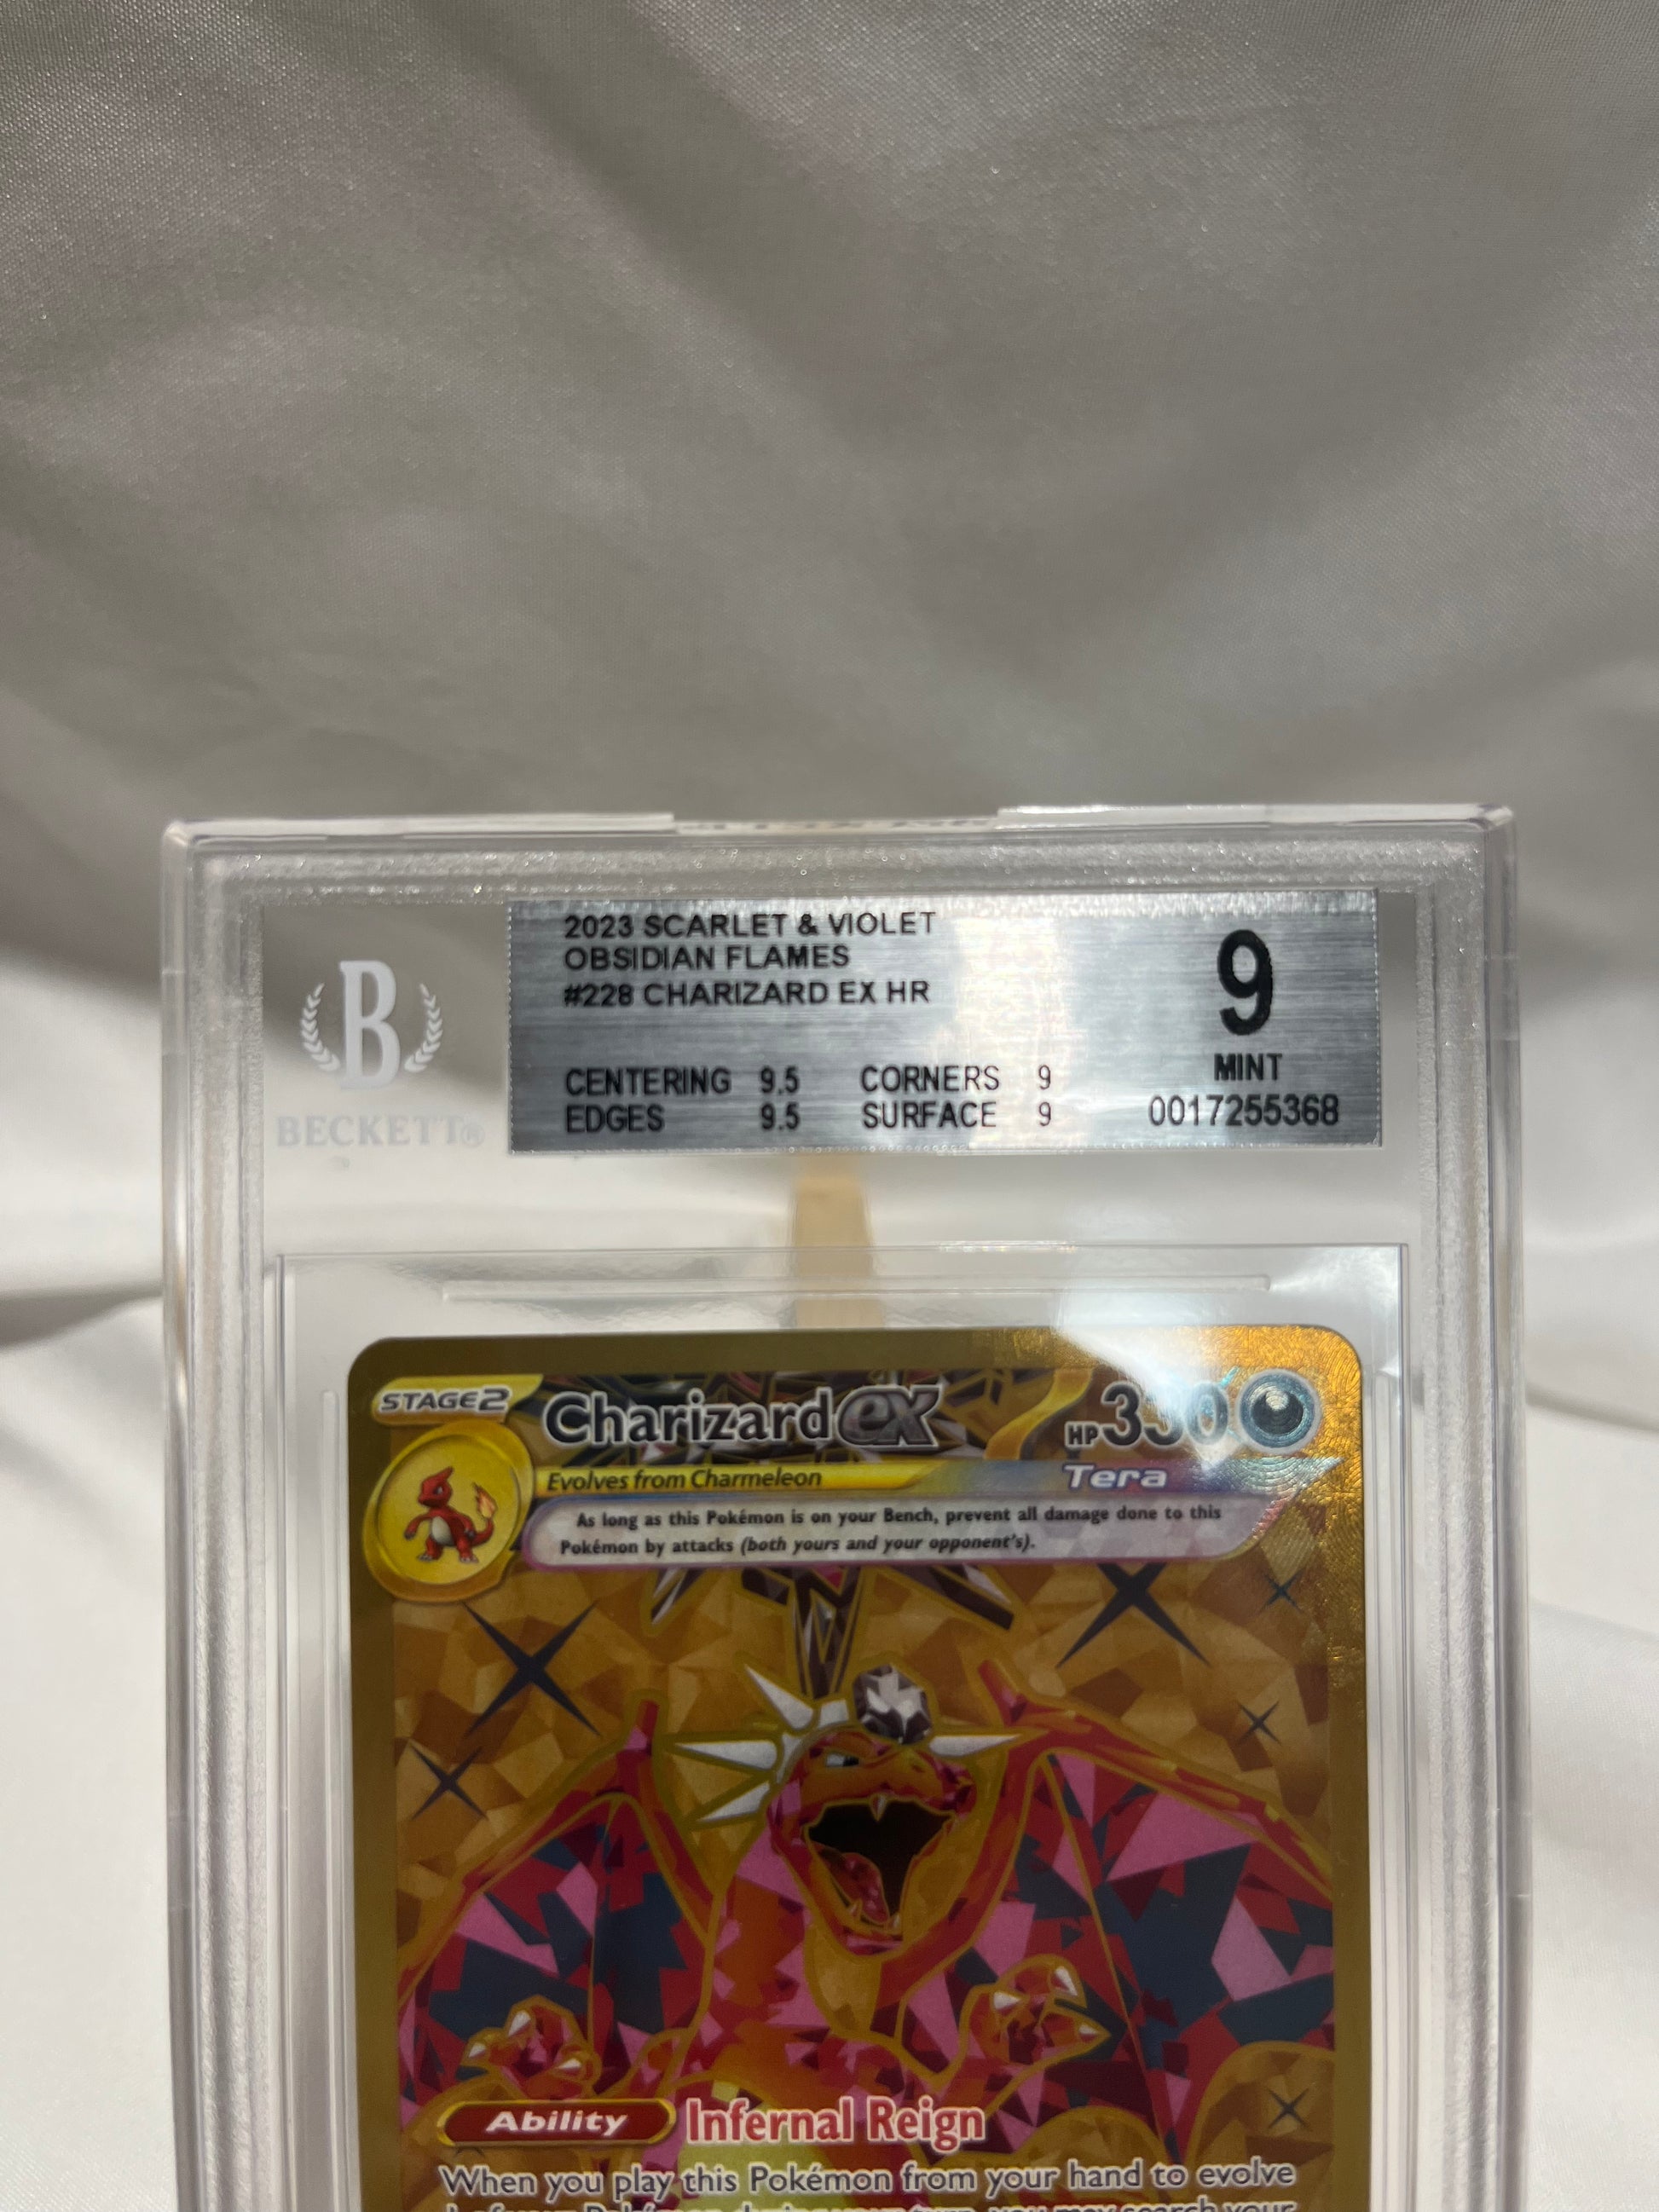 2023 SCARLET & VIOLET
OBSIDIAN FLAMES
#228 CHARIZARD EX HR
9
MINT
CENTERING 9.5 CORNERS 9
EDGES 9.5 SURFACE 9
0017255368
B
BECKETT®
STAGE2
Charizard ex
HP 330
Evolves from Charmeleon
Tera
As long as this Pokémon is on your Bench, prevent all damage done to this
Pokémon by attacks (both yours and your opponent's).
Ability Infernal Reign
When you play this Pokémon from your hand to evolve